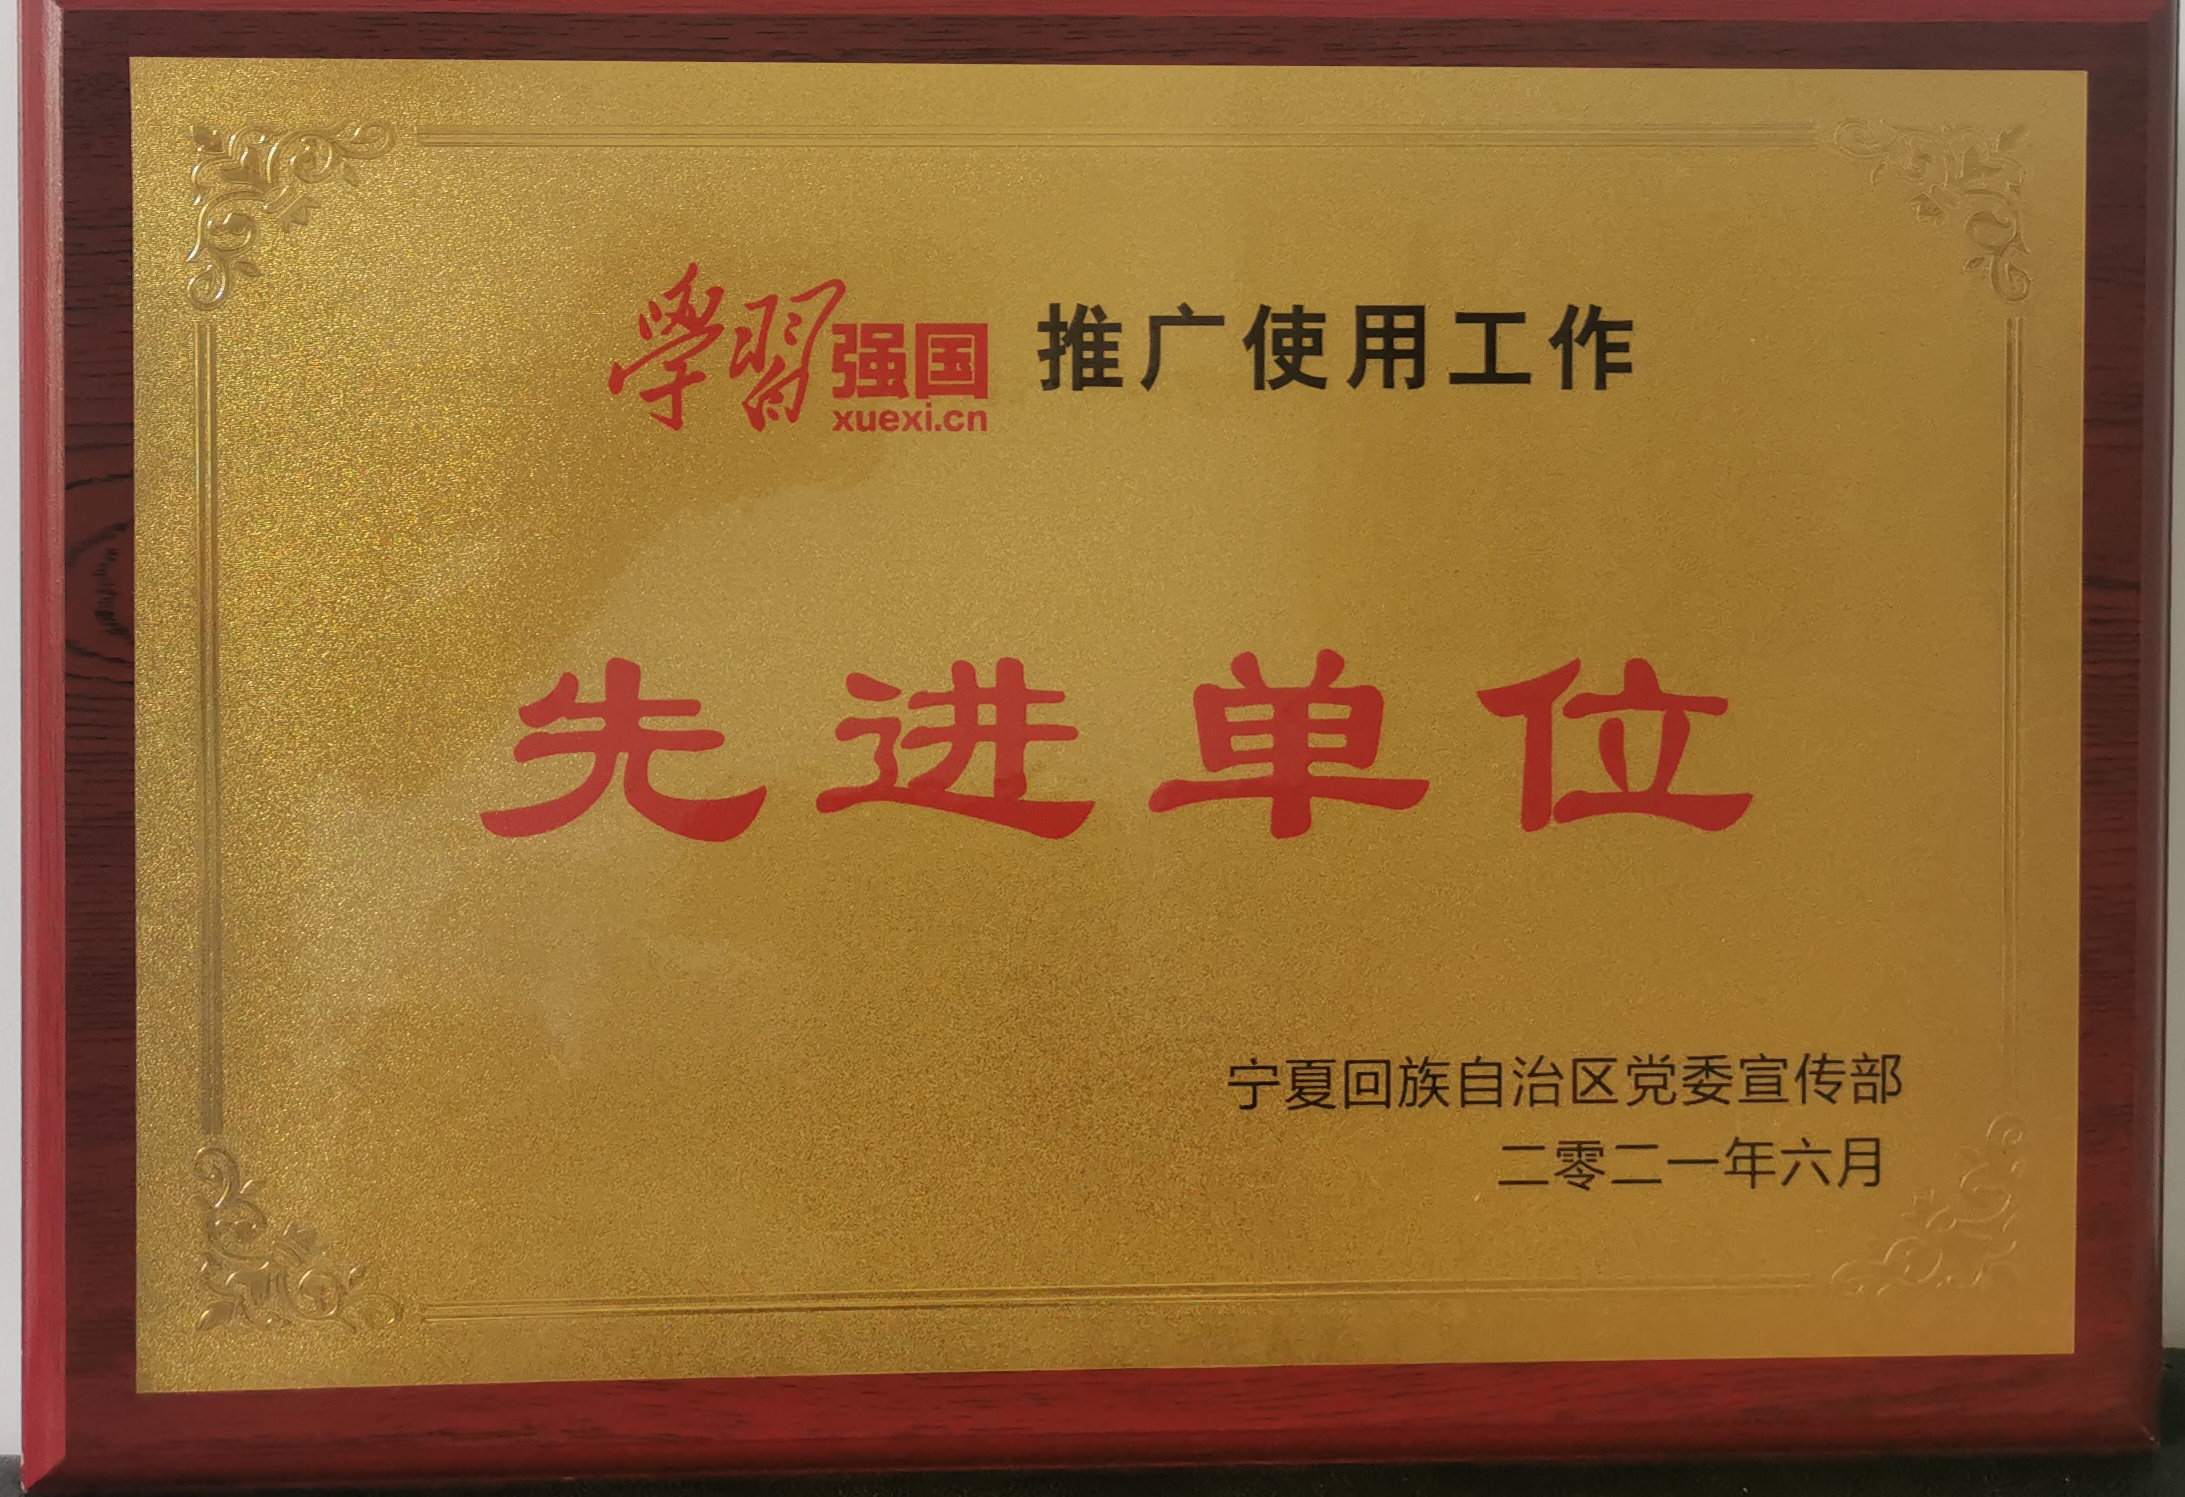 學習强国 推广使用工作
xuexi.cn
先进单位
宁夏回族自治区党委宣传部
二零二一年六月